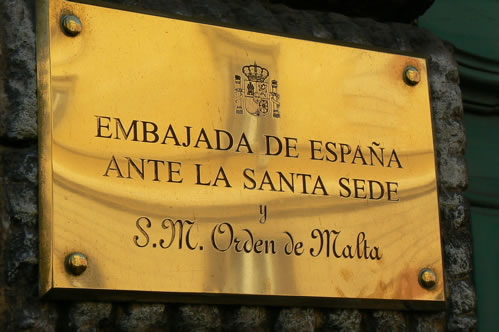 EMBAJADA DE ESPAÑA
ANTE LA SANTA SEDE
y
S.M. Orden de Malta